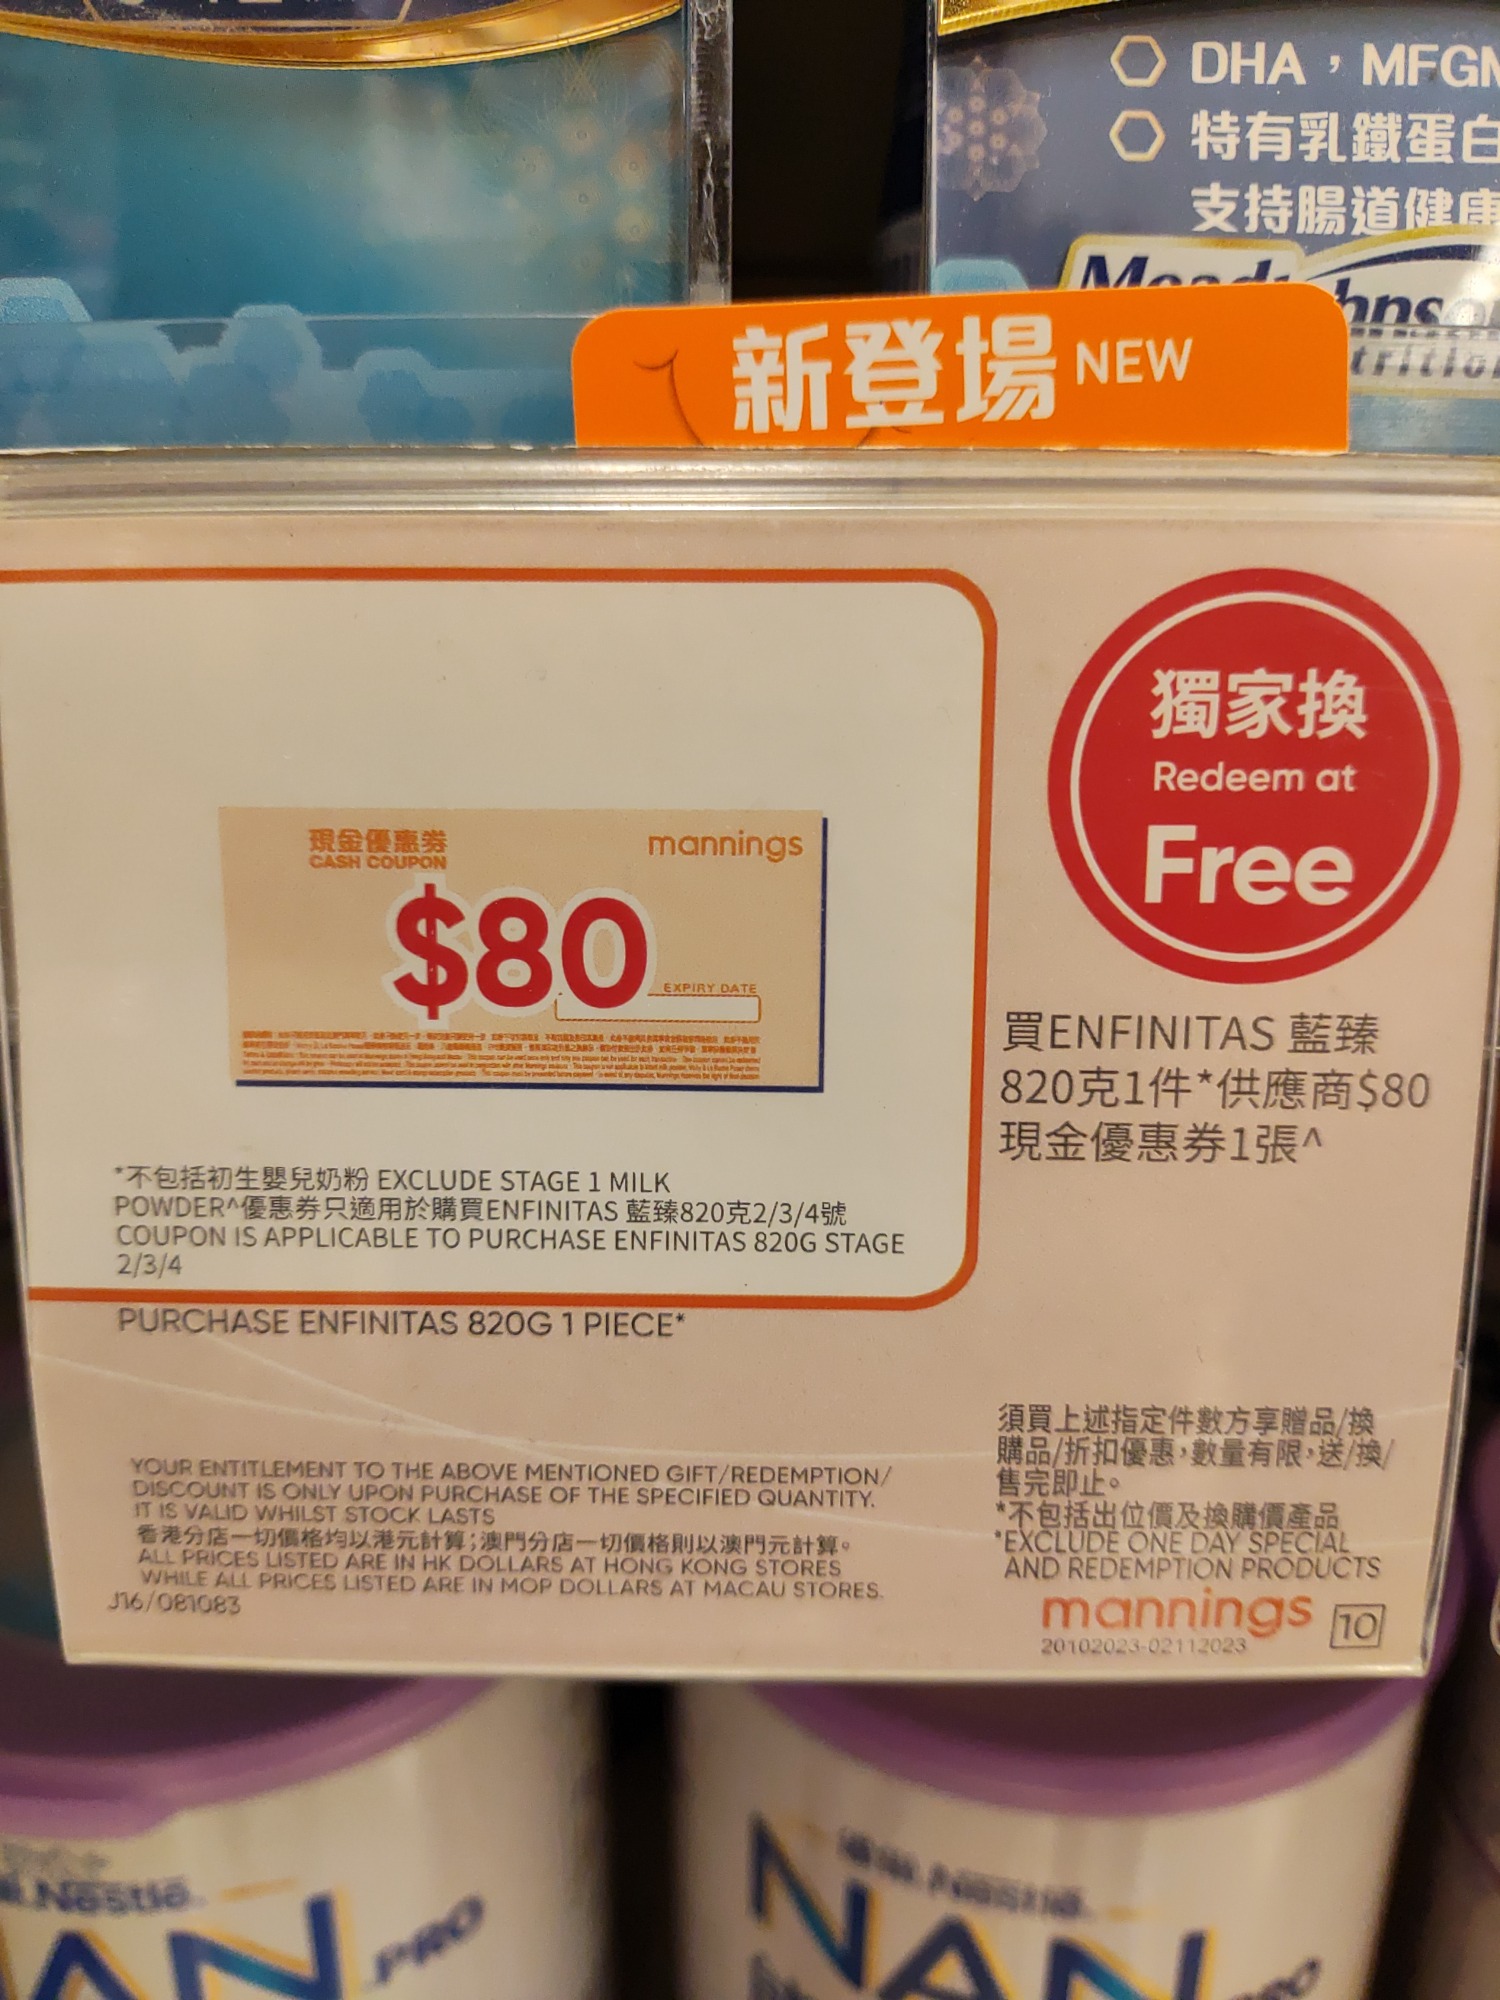 DHA，MFGM
特有乳鐵蛋白
支持腸道健康
新登場 NEW
獨家換
Redeem at
Free
現金優惠券
CASH COUPON
mannings
$80
EXPIRY DATE
買ENFINITAS 藍臻
820克1件*供應商$80
現金優惠券1張^
*不包括初生嬰兒奶粉 EXCLUDE STAGE 1 MILK
POWDER^優惠券只適用於購買ENFINITAS 藍臻820克2/3/4號
COUPON IS APPLICABLE TO PURCHASE ENFINITAS 820G STAGE
2/3/4
PURCHASE ENFINITAS 820G 1 PIECE*
YOUR ENTITLEMENT TO THE ABOVE MENTIONED GIFT/REDEMPTION/
DISCOUNT IS ONLY UPON PURCHASE OF THE SPECIFIED QUANTITY.
IT IS VALID WHILST STOCK LASTS
香港分店一切價格均以港元計算;澳門分店一切價格則以澳門元計算。
ALL PRICES LISTED ARE IN HK DOLLARS AT HONG KONG STORES
WHILE ALL PRICES LISTED ARE IN MOP DOLLARS AT MACAU STORES.
J16/081083
須買上述指定件數方享贈品/換
購品/折扣優惠,數量有限,送/換/
售完即止。
*不包括出位價及換購價產品
*EXCLUDE ONE DAY SPECIAL
AND REDEMPTION PRODUCTS
mannings 10
20102023-02112023
Nestlé
NAN PRO
Nestlé
NAN PRO